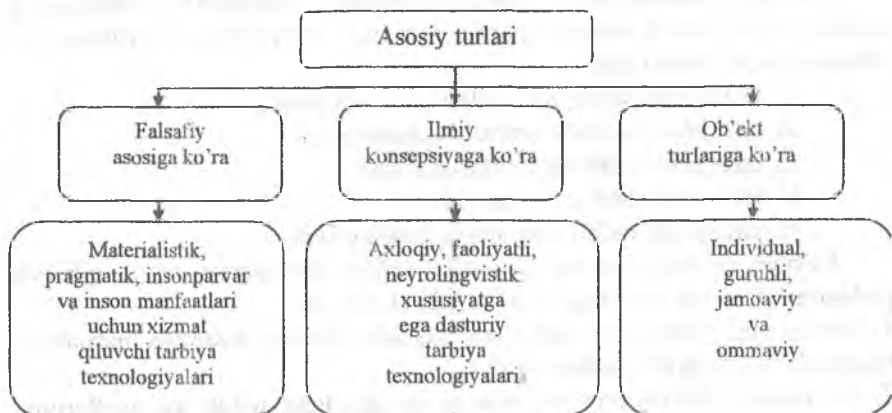 Asosiy turlari
Falsafiy
asosiga ko'ra
Ilmiy
konsepsiyaga ko'ra
Ob'ekt
turlariga ko'ra
Materialistik,
pragmatik, insonparvar
va inson manfaatlari
uchun xizmat
qiluvchi tarbiya
texnologiyalari
Axloqiy, faoliyatli,
neyrolingvistik
xususiyatga
ega dasturiy
tarbiya
texnologiyalari
Individual,
guruhli,
jamoaviy
va
ommaviy